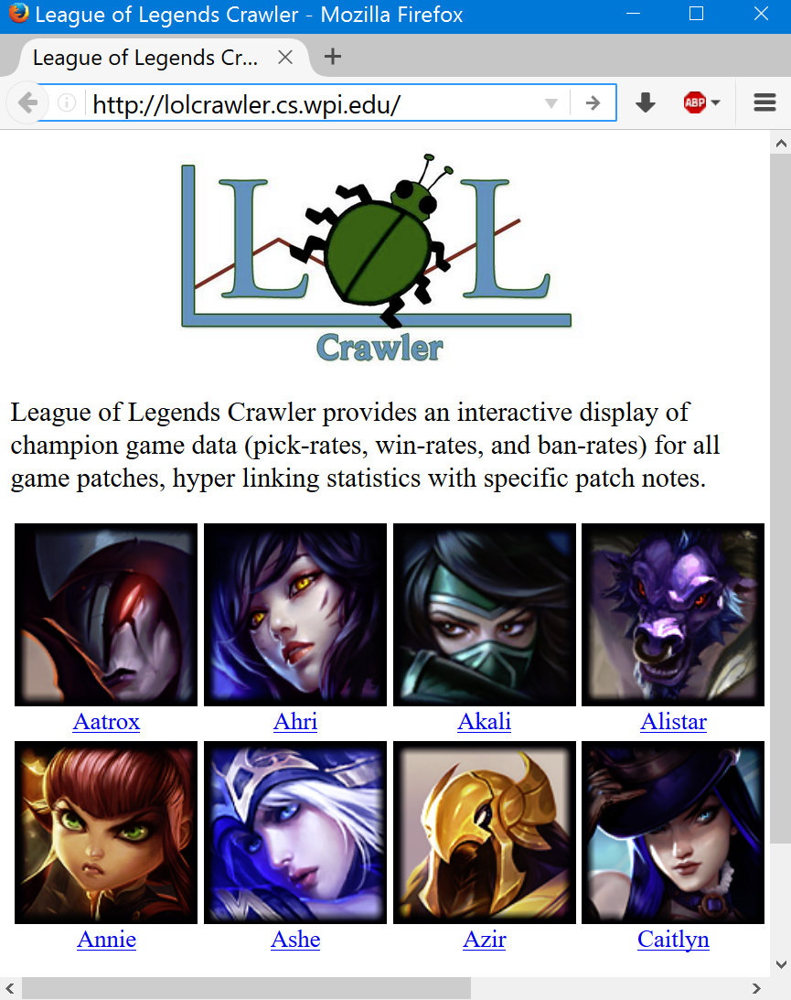 League of Legends Crawler - Mozilla Firefox
League of Legends Cr...
http://lolcrawler.cs.wpi.edu/
ABP
L L
Crawler
League of Legends Crawler provides an interactive display of
champion game data (pick-rates, win-rates, and ban-rates) for all
game patches, hyper linking statistics with specific patch notes.
Aatrox Ahri Akali Alistar
Annie Ashe Azir Caitlyn